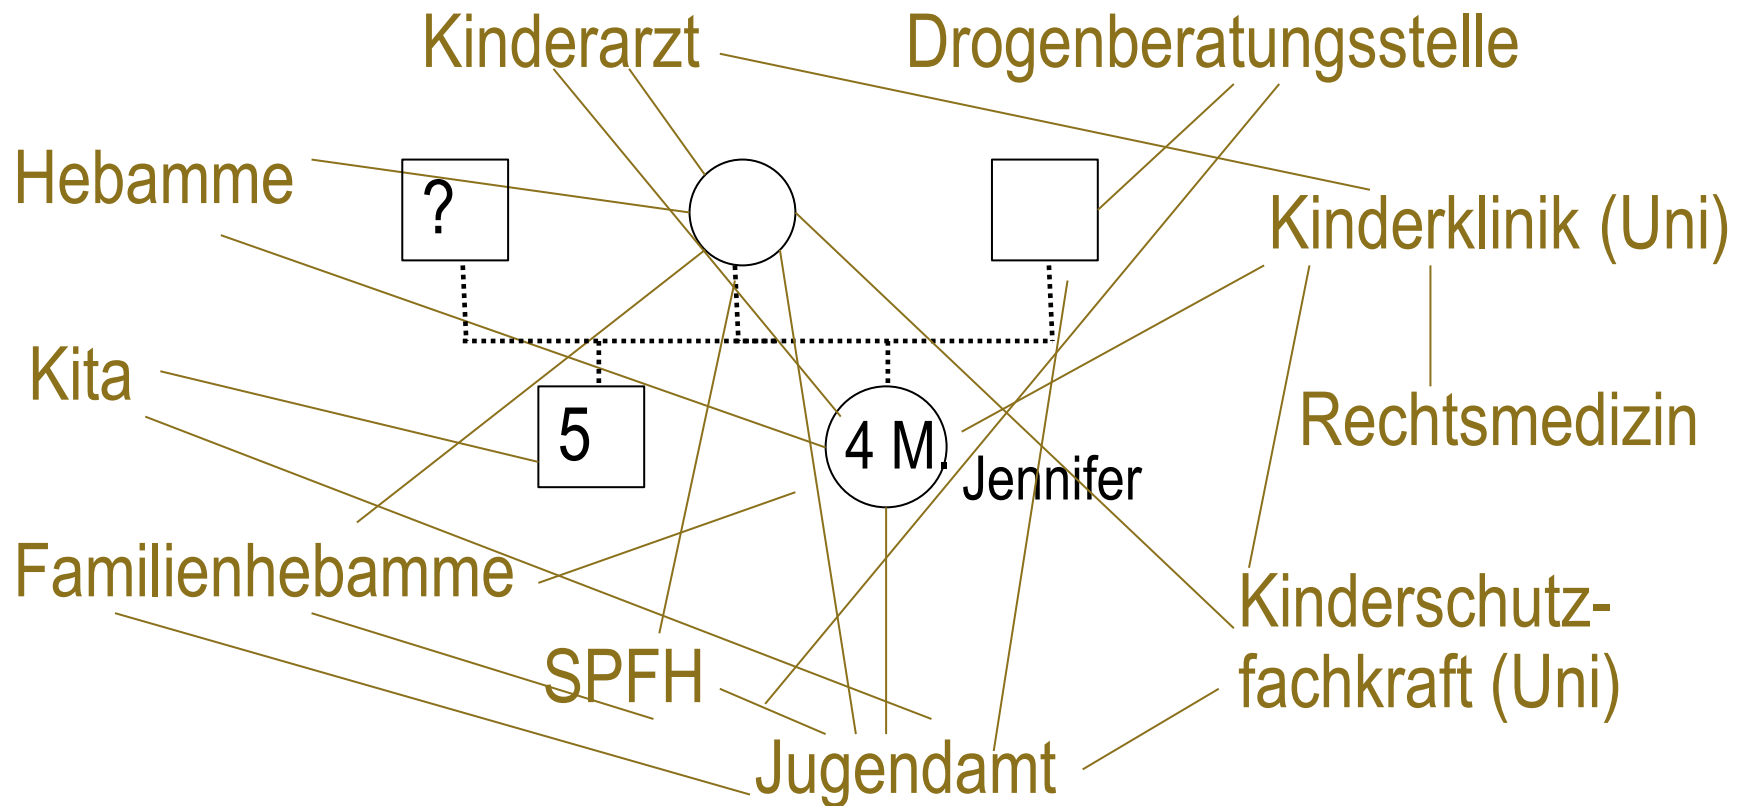 Kinderarzt
Drogenberatungsstelle
Hebamme
?
Kinderklinik (Uni)
Kita
5
4 M.
Jennifer
Rechtsmedizin
Familienhebamme
Kinderschutz-
fachkraft (Uni)
SPFH
Jugendamt